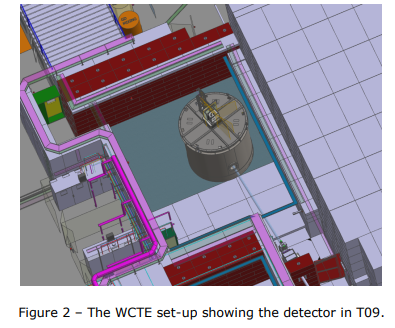 Figure 2 – The WCTE set-up showing the detector in T09.